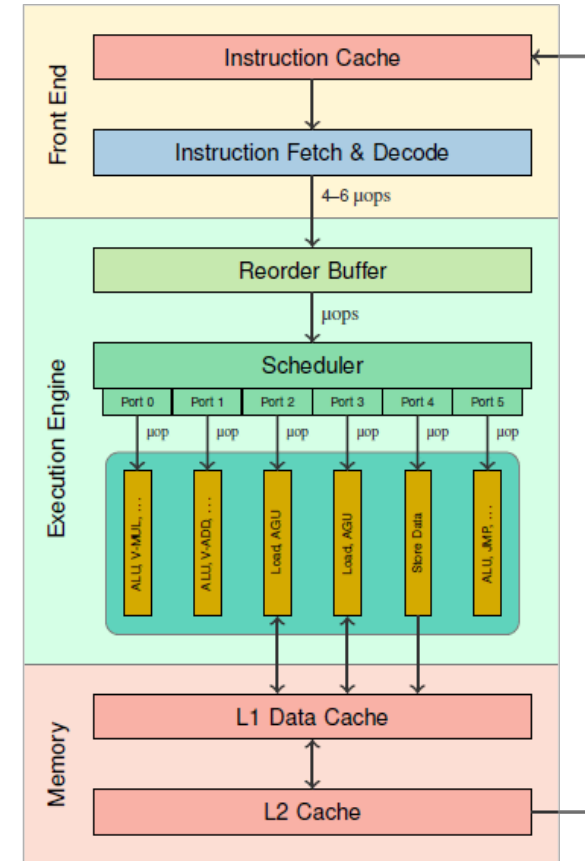 Front End
Instruction Cache
Instruction Fetch & Decode
4–6 μops
Execution Engine
Reorder Buffer
μops
Scheduler
Port 0 Port 1 Port 2 Port 3 Port 4 Port 5
μop μop μop μop μop μop
ALU, V-MUL, . . .
ALU, V-ADD, . . .
Load, AGU
Load, AGU
Store Data
ALU, JMP, . . .
Memory
L1 Data Cache
L2 Cache